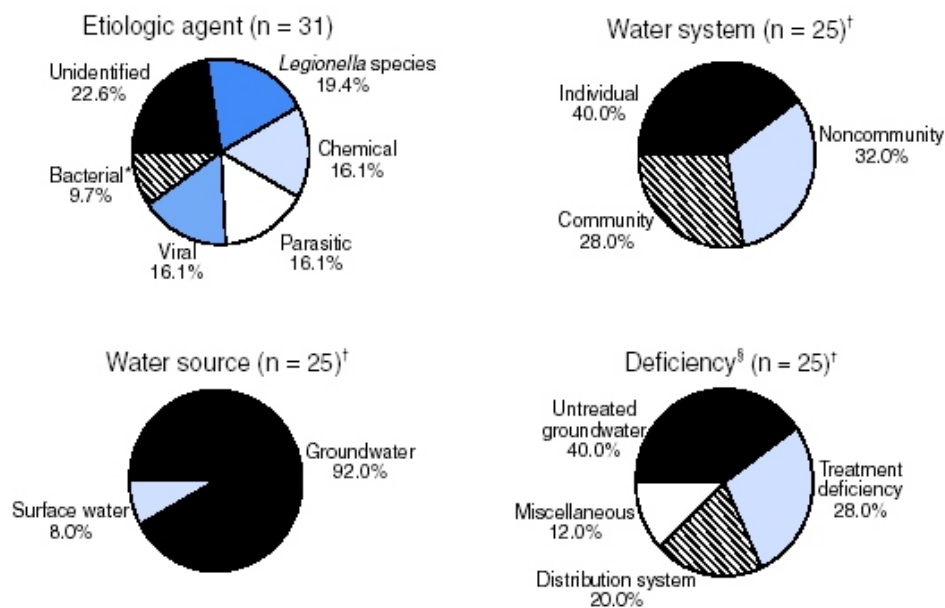 Etiologic agent (n = 31)
Unidentified
22.6%
Legionella species
19.4%
Chemical
16.1%
Parasitic
16.1%
Viral
16.1%
Bacterial*
9.7%
Water system (n = 25)†
Individual
40.0%
Noncommunity
32.0%
Community
28.0%
Water source (n = 25)†
Groundwater
92.0%
Surface water
8.0%
Deficiency§ (n = 25)†
Untreated
groundwater
40.0%
Treatment
deficiency
28.0%
Miscellaneous
12.0%
Distribution system
20.0%